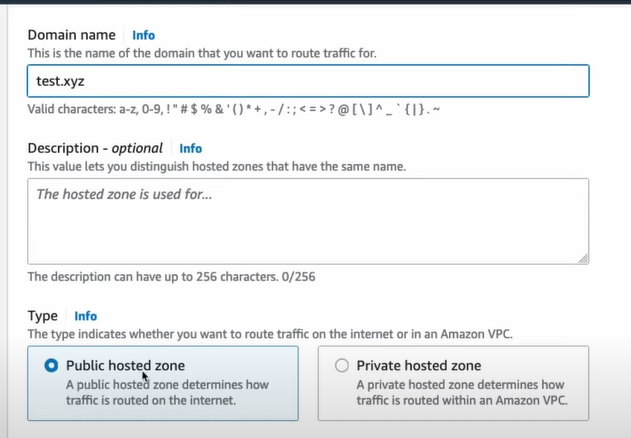 Domain name Info
This is the name of the domain that you want to route traffic for.
test.xyz
Valid characters: a-z, 0-9, ! " # $ % & ' ( ) * + , - / : ; < = > ? @ [ \ ] ^ _ ` { | } . ~
Description - optional Info
This value lets you distinguish hosted zones that have the same name.
The hosted zone is used for...
The description can have up to 256 characters. 0/256
Type Info
The type indicates whether you want to route traffic on the internet or in an Amazon VPC.
Public hosted zone
A public hosted zone determines how
traffic is routed on the internet.
Private hosted zone
A private hosted zone determines how
traffic is routed within an Amazon VPC.